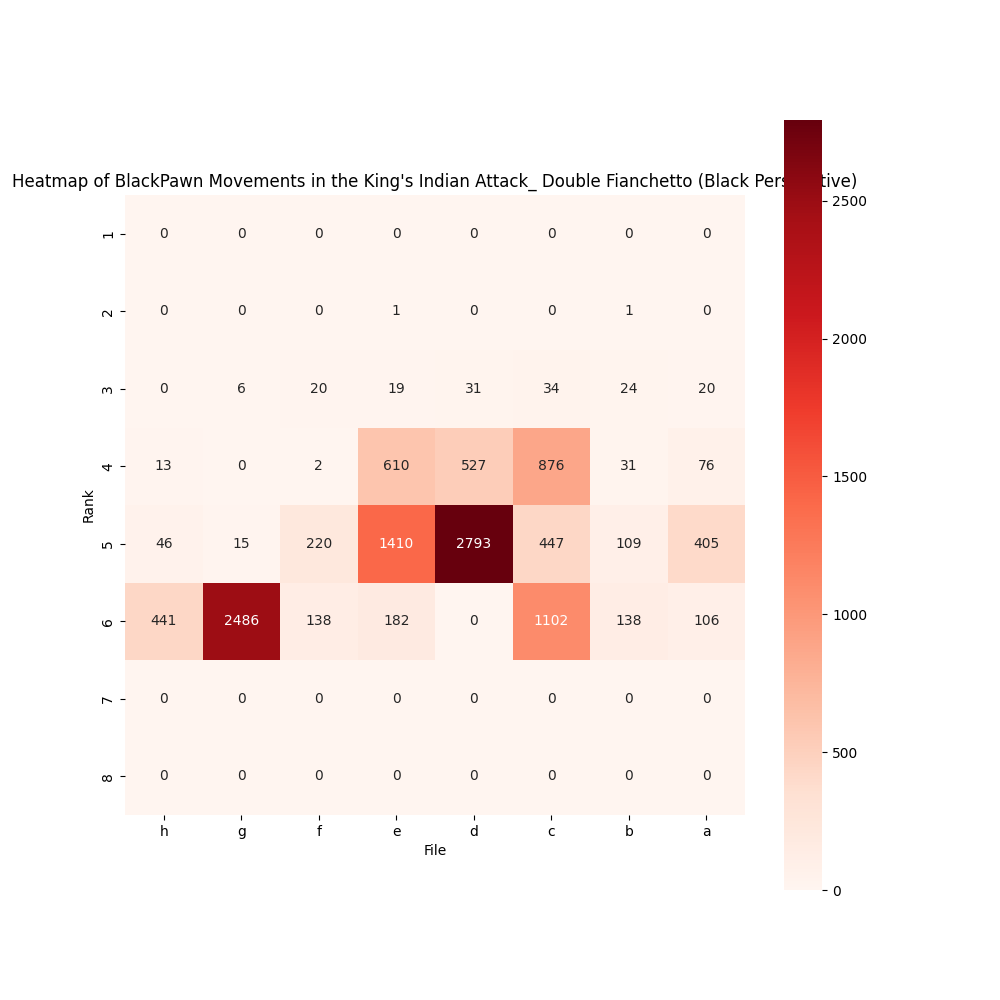 Heatmap of BlackPawn Movements in the King's Indian Attack_ Double Fianchetto (Black Pers tive)
2500
1 0 0 0 0 0 0 0 0
2 0 0 0 1 0 0 1 0
2000
3 0 6 20 19 31 34 24 20
4 13 0 2 610 527 876 31 76
1500
Rank
5 46 15 220 1410 2793 447 109 405
1000
6 441 2486 138 182 0 1102 138 106
7 0 0 0 0 0 0 0 0
500
8 0 0 0 0 0 0 0 0
h g f e d c b a
File
0